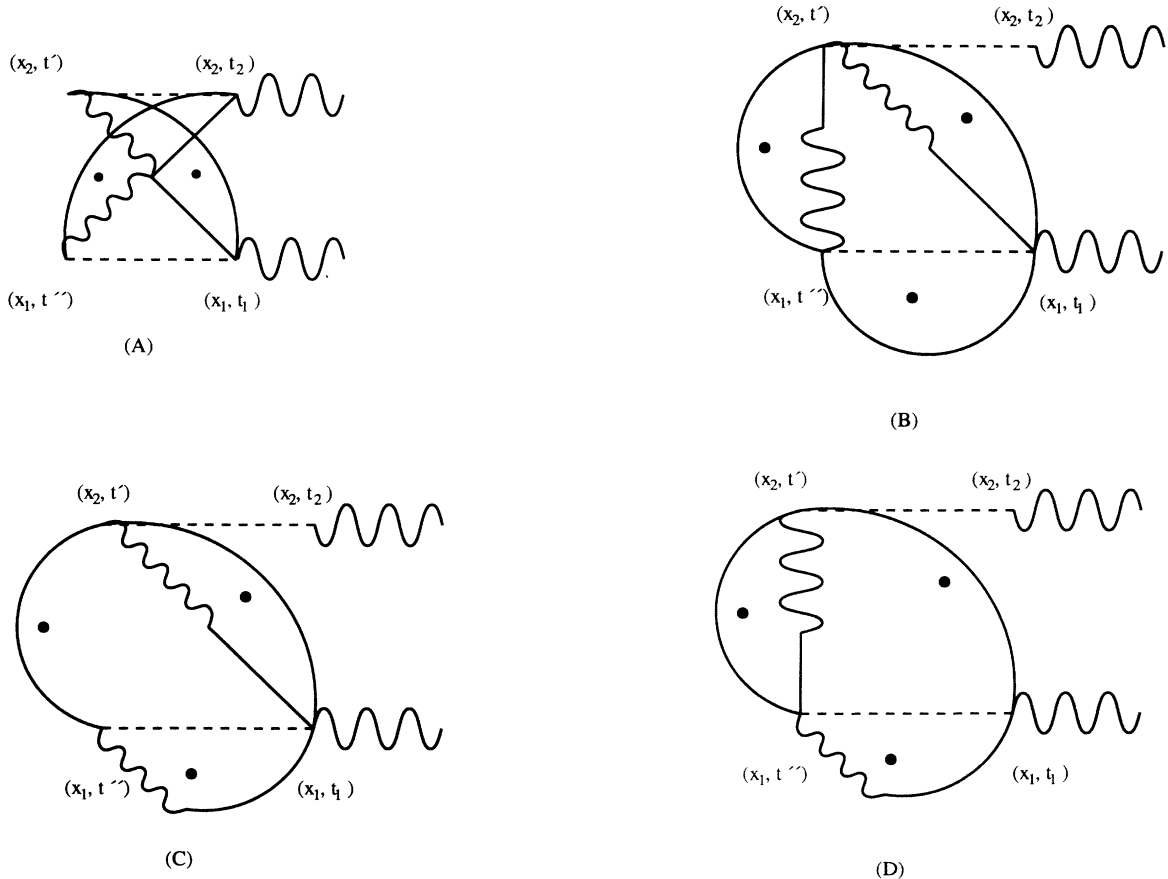 (x2, t´)
(x2, t2)
(x1, t´´)
(x1, t1)
(A)
(x2, t´)
(x2, t2)
(x1, t´´)
(x1, t1)
(B)
(x2, t´)
(x2, t2)
(x1, t´´)
(x1, t1)
(C)
(x2, t´)
(x2, t2)
(x1, t´´)
(x1, t1)
(D)